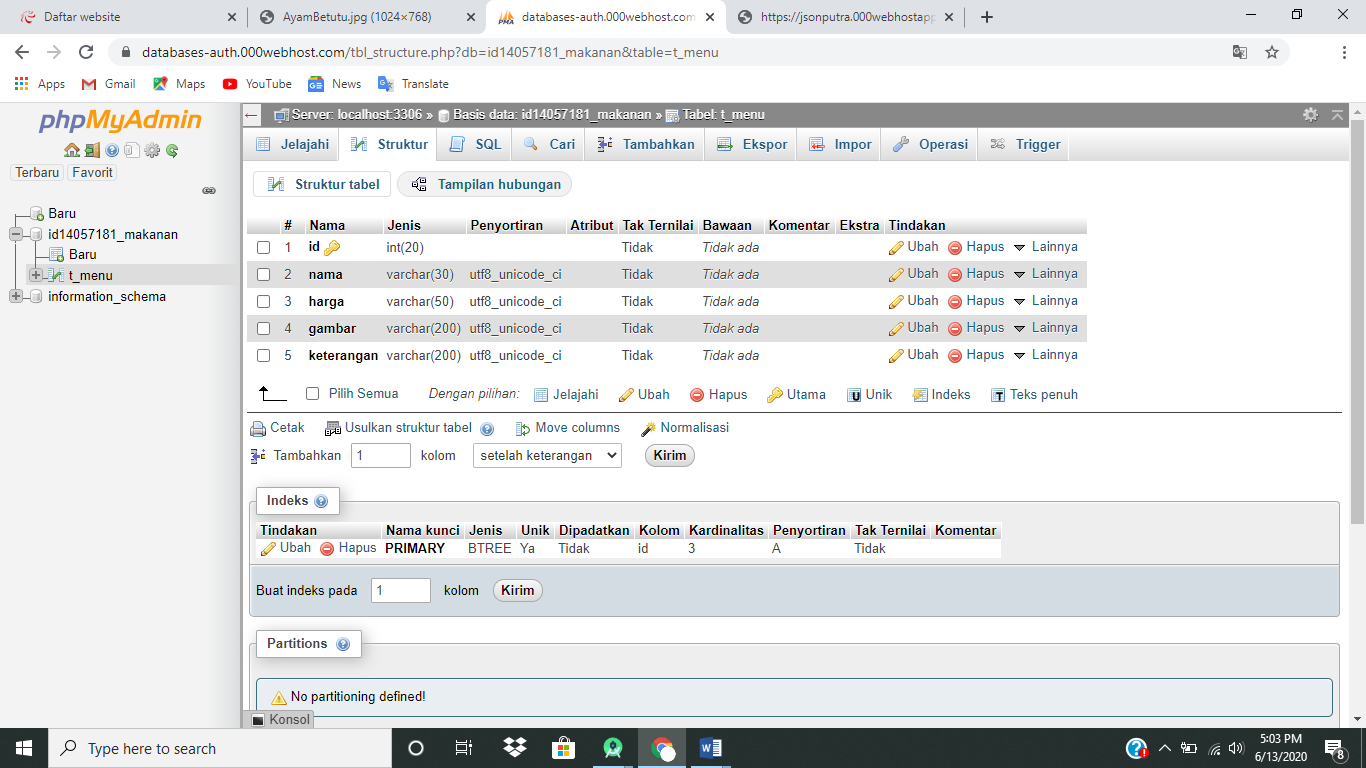 Daftar website
AyamBetutu.jpg (1024×768)
databases-auth.000webhost.com
https://jsonputra.000webhostapp
databases-auth.000webhost.com/tbl_structure.php?db=id14057181_makanan&table=t_menu
Apps Gmail Maps YouTube News Translate
phpMyAdmin
Terbaru Favorit
Baru
id14057181_makanan
Baru
t_menu
information_schema
Server: localhost:3306 » Basis data: id14057181_makanan » Tabel: t_menu
Jelajahi Struktur SQL Cari Tambahkan Ekspor Impor Operasi Trigger
Struktur tabel Tampilan hubungan
# Nama Jenis Penyortiran Atribut Tak Ternilai Bawaan Komentar Ekstra Tindakan
1 id int(20) Tidak Tidak ada Ubah Hapus Lainnya
2 nama varchar(30) utf8_unicode_ci Tidak Tidak ada Ubah Hapus Lainnya
3 harga varchar(50) utf8_unicode_ci Tidak Tidak ada Ubah Hapus Lainnya
4 gambar varchar(200) utf8_unicode_ci Tidak Tidak ada Ubah Hapus Lainnya
5 keterangan varchar(200) utf8_unicode_ci Tidak Tidak ada Ubah Hapus Lainnya
Pilih Semua Dengan pilihan: Jelajahi Ubah Hapus Utama Unik Indeks Teks penuh
Cetak Usulkan struktur tabel Move columns Normalisasi
Tambahkan 1 kolom setelah keterangan Kirim
Indeks
Tindakan Nama kunci Jenis Unik Dipadatkan Kolom Kardinalitas Penyortiran Tak Ternilai Komentar
Ubah Hapus PRIMARY BTREE Ya Tidak id 3 A Tidak
Buat indeks pada 1 kolom Kirim
Partitions
No partitioning defined!
Konsol
Type here to search
5:03 PM
6/13/2020
8